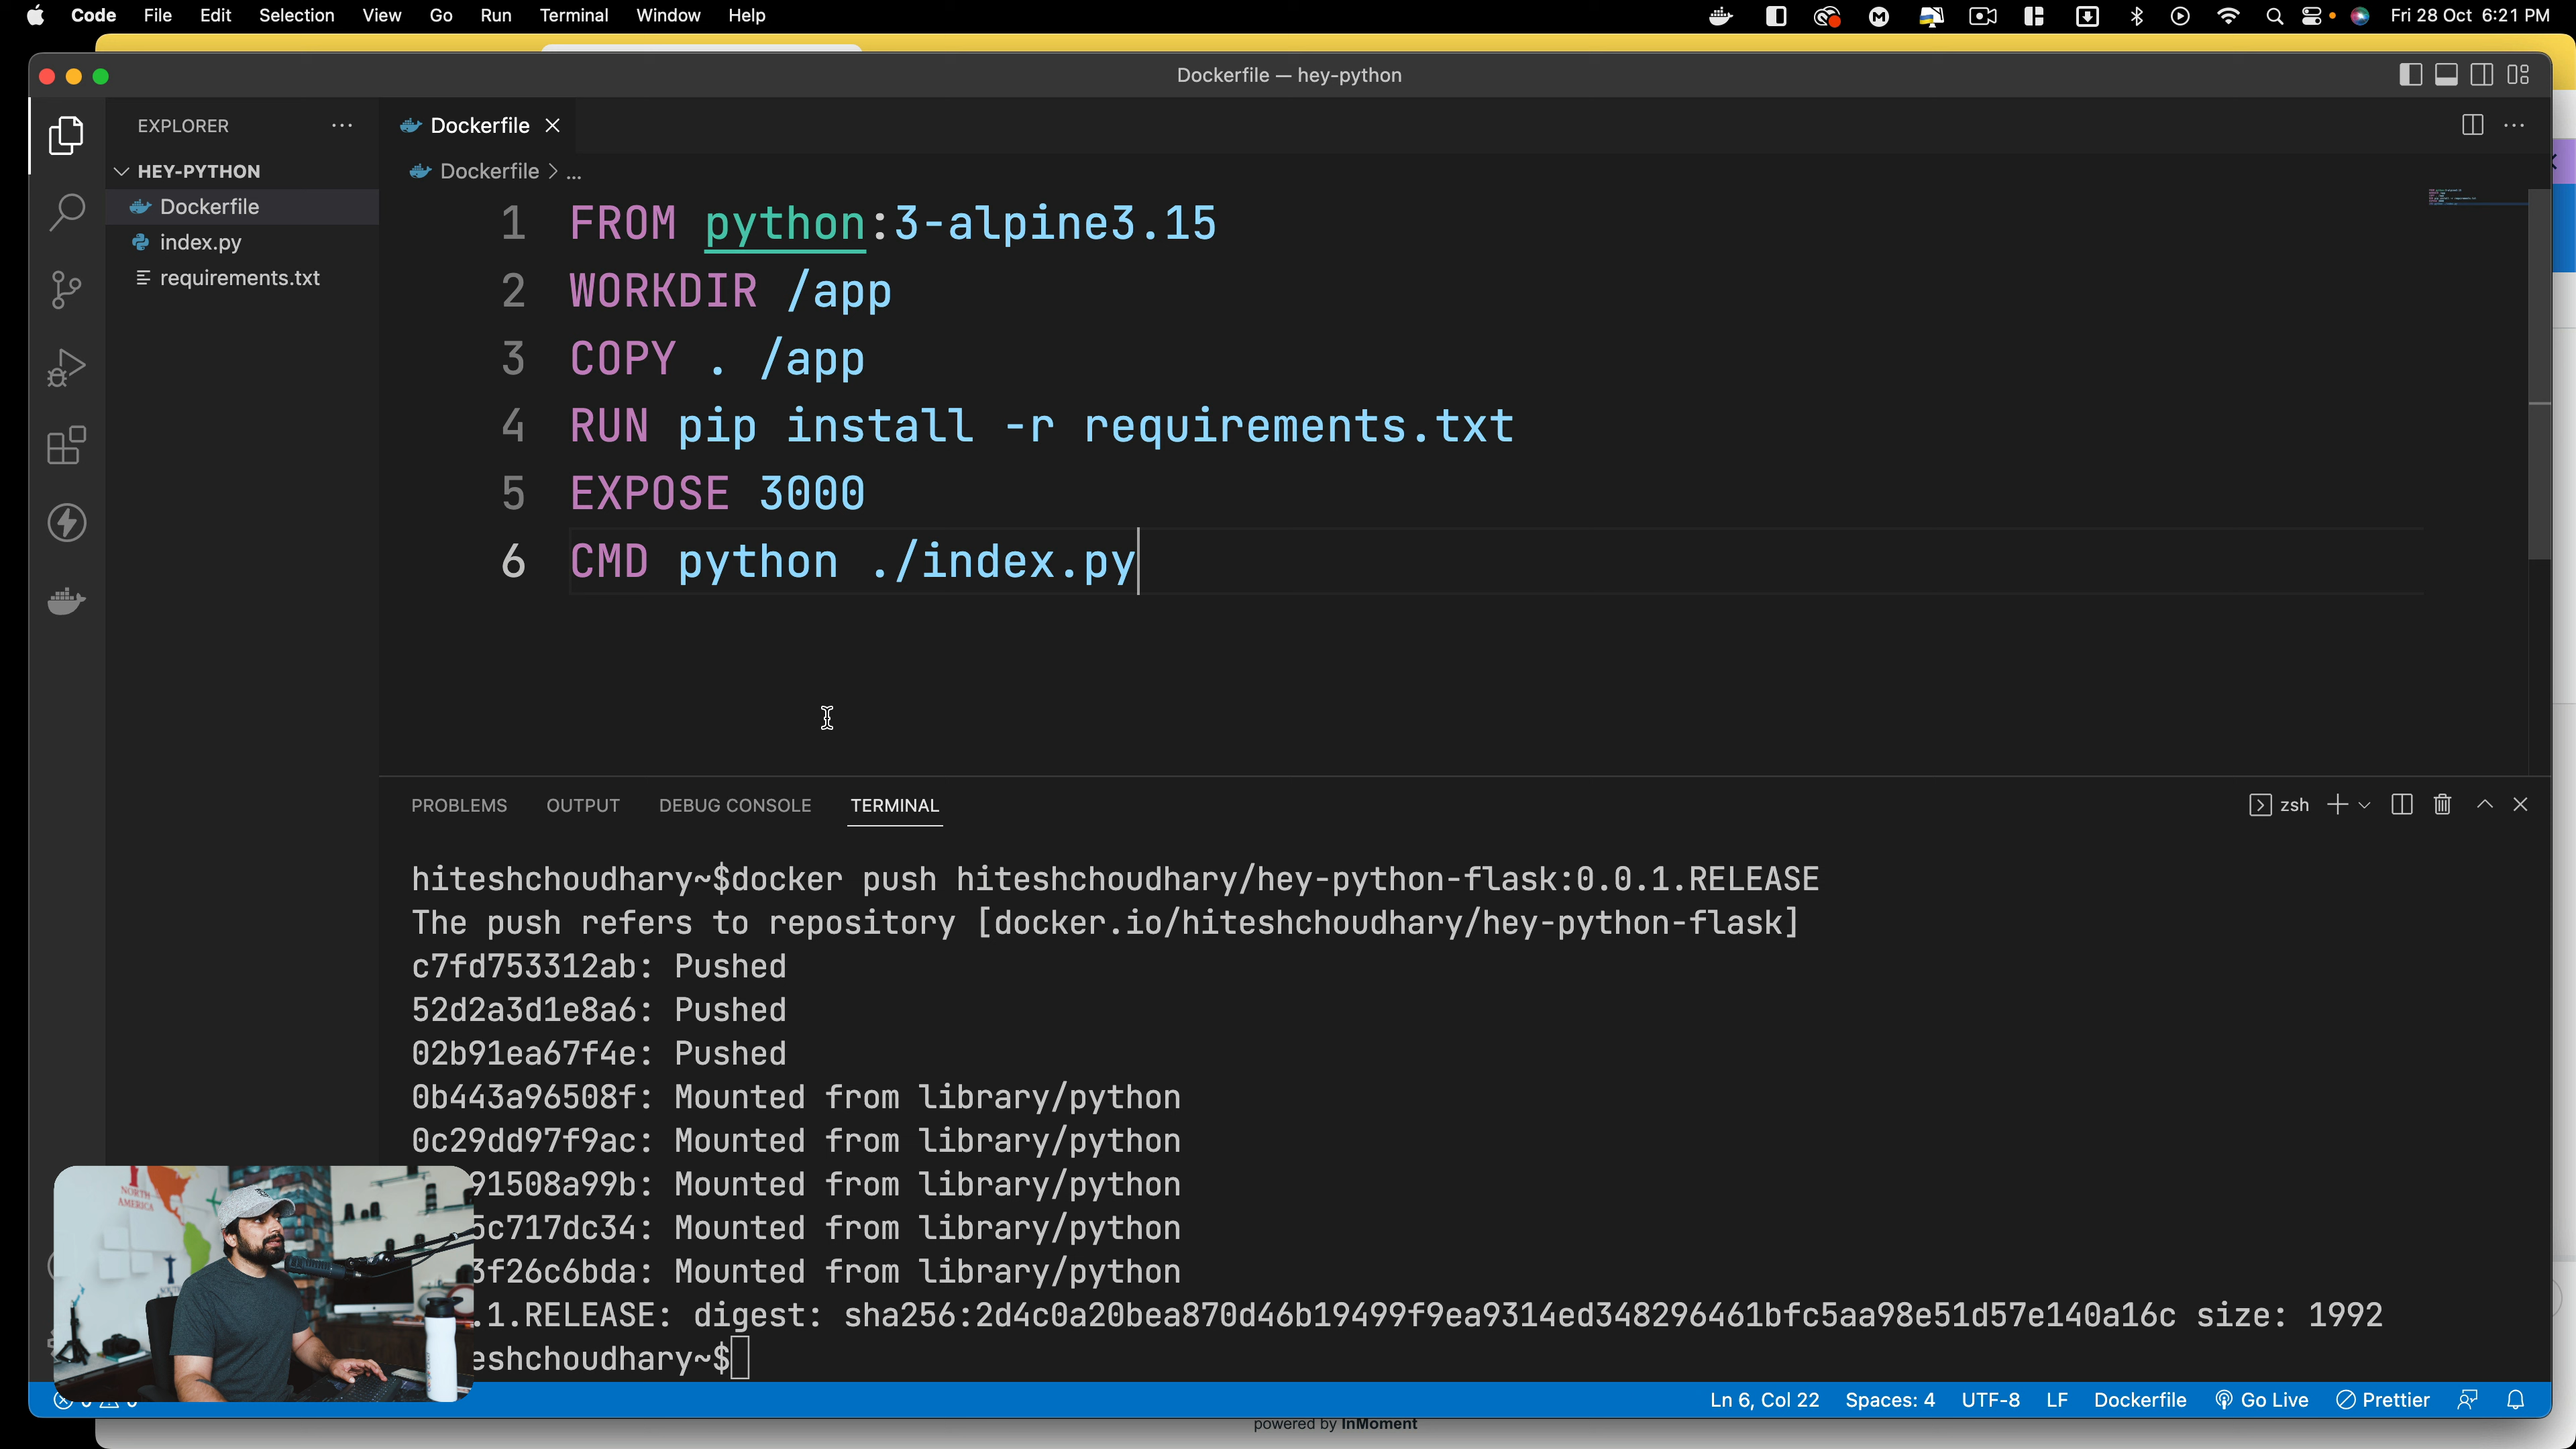 Code File Edit Selection View Go Run Terminal Window Help
Fri 28 Oct 6:21 PM
Dockerfile — hey-python
EXPLORER
HEY-PYTHON
Dockerfile
index.py
requirements.txt
Dockerfile
Dockerfile > ...
1 FROM python:3-alpine3.15
2 WORKDIR /app
3 COPY . /app
4 RUN pip install -r requirements.txt
5 EXPOSE 3000
6 CMD python ./index.py
PROBLEMS OUTPUT DEBUG CONSOLE TERMINAL
zsh
hiteshchoudhary~$docker push hiteshchoudhary/hey-python-flask:0.0.1.RELEASE
The push refers to repository [docker.io/hiteshchoudhary/hey-python-flask]
c7fd753312ab: Pushed
52d2a3d1e8a6: Pushed
02b91ea67f4e: Pushed
0b443a96508f: Mounted from library/python
0c29dd97f9ac: Mounted from library/python
91508a99b: Mounted from library/python
5c717dc34: Mounted from library/python
3f26c6bda: Mounted from library/python
.1.RELEASE: digest: sha256:2d4c0a20bea870d46b19499f9ea9314ed348296461bfc5aa98e51d57e140a16c size: 1992
eshchoudhary~$
NORTH
AMERICA
Ln 6, Col 22 Spaces: 4 UTF-8 LF Dockerfile Go Live Prettier
powered by InMoment